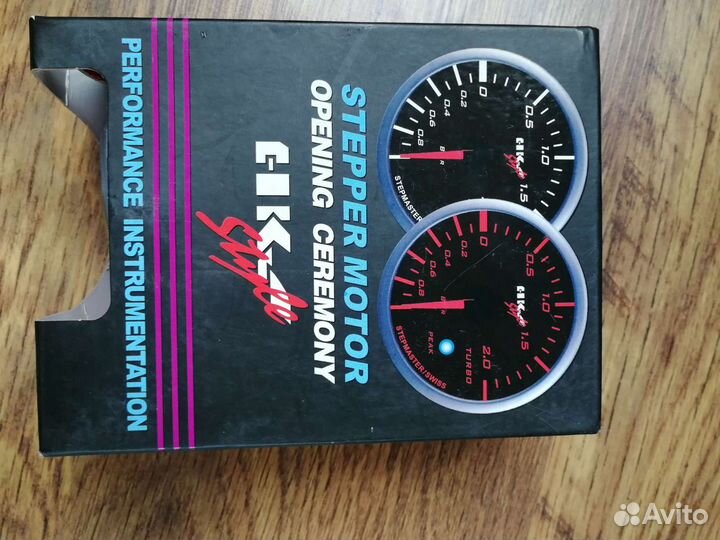 STEPPER MOTOR
OPENING CEREMONY
Style
PERFORMANCE INSTRUMENTATION
0.8
0.6
0.4
0.2
0
0.5
1.0
1.5
STEPMASTER
0.8
0.6
0.4
0.2
0
0.5
1.0
1.5
2.0
BAR
PEAK
TURBO
STEPMASTER/SWISS
Avito